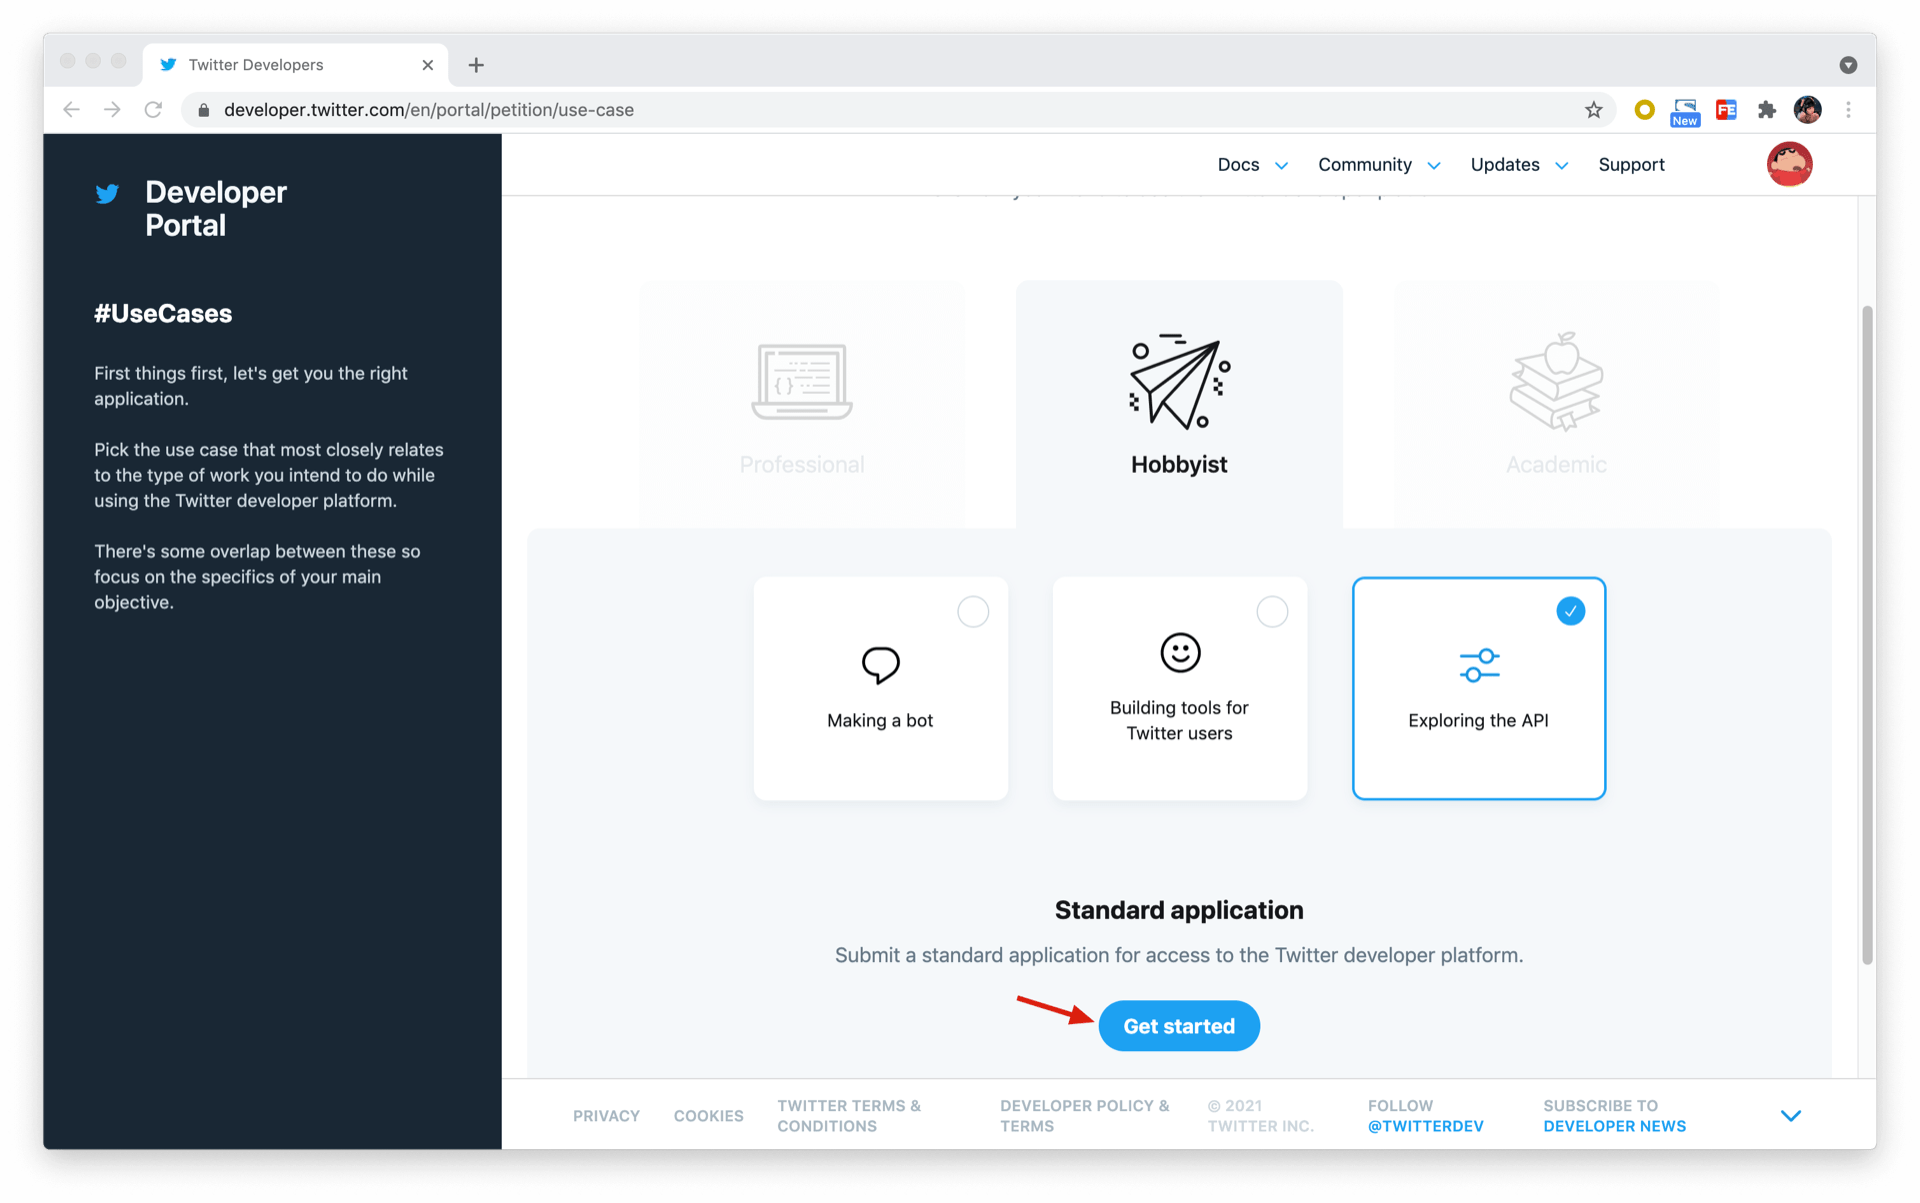 Twitter Developers
developer.twitter.com/en/portal/petition/use-case
New
FE
Developer
Portal
Docs
Community
Updates
Support
#UseCases
First things first, let's get you the right
application.
Pick the use case that most closely relates
to the type of work you intend to do while
using the Twitter developer platform.
There's some overlap between these so
focus on the specifics of your main
objective.
{ }
Professional
Hobbyist
Academic
Making a bot
Building tools for
Twitter users
Exploring the API
Standard application
Submit a standard application for access to the Twitter developer platform.
Get started
PRIVACY
COOKIES
TWITTER TERMS &
CONDITIONS
DEVELOPER POLICY &
TERMS
© 2021
TWITTER INC.
FOLLOW
@TWITTERDEV
SUBSCRIBE TO
DEVELOPER NEWS